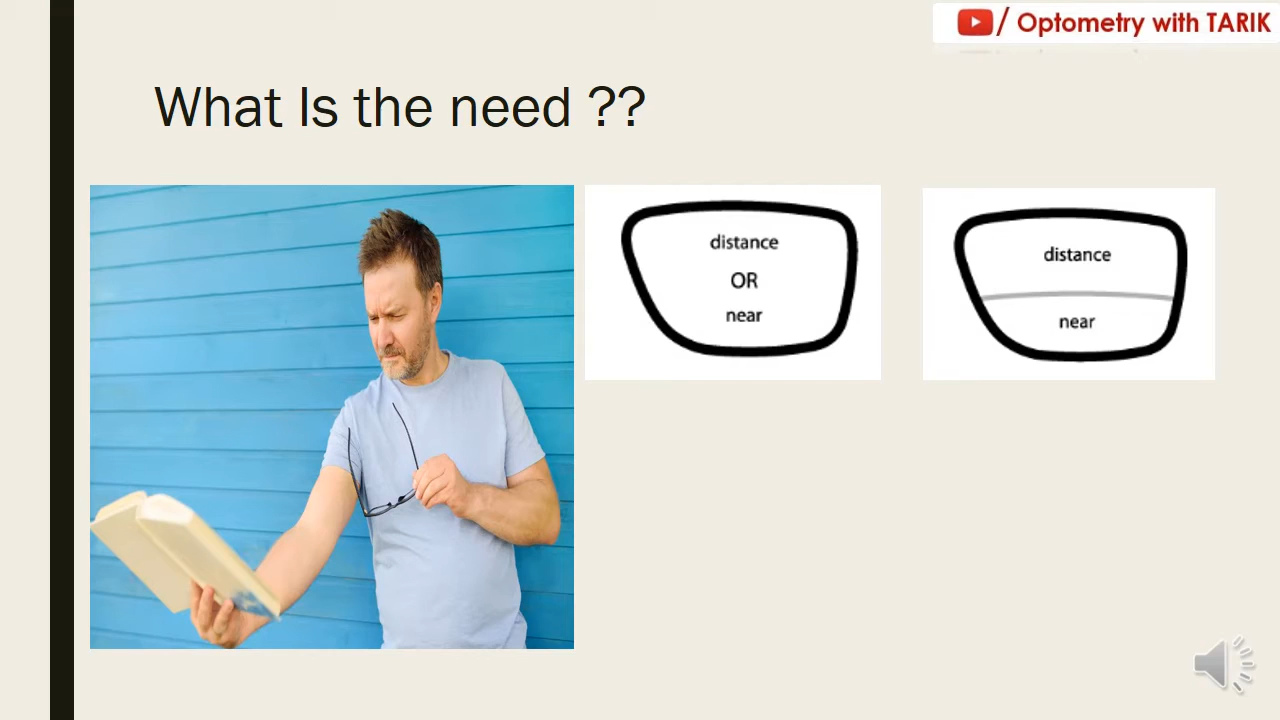 / Optometry with TARIK
What Is the need ??
distance
OR
near
distance
near